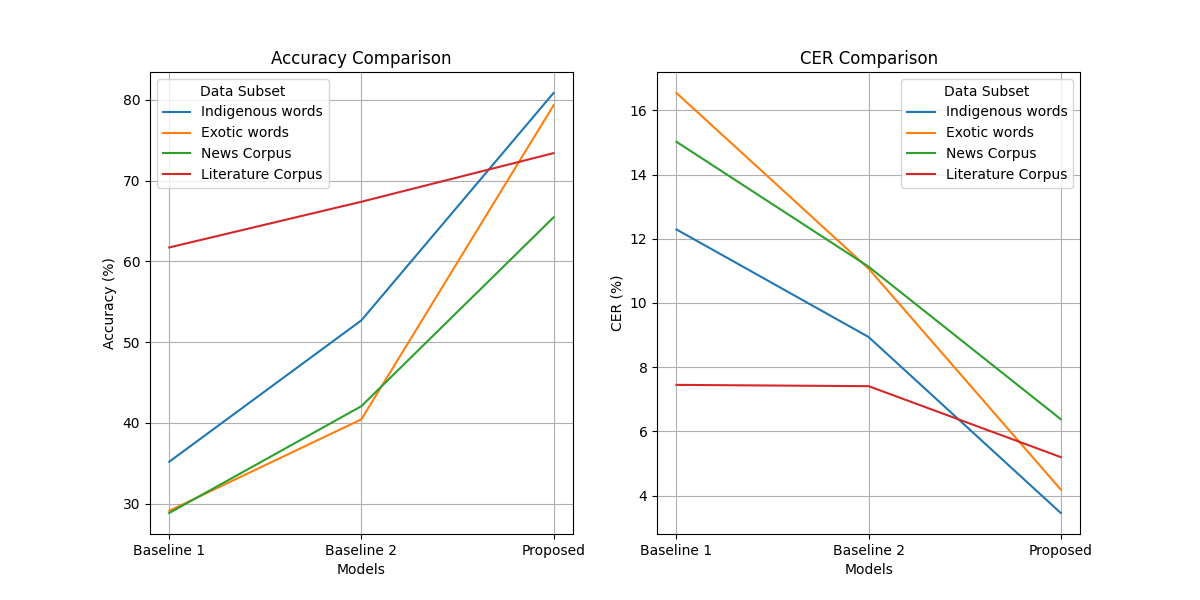 Accuracy Comparison
Accuracy (%)
80
70
60
50
40
30
Data Subset
Indigenous words
Exotic words
News Corpus
Literature Corpus
Baseline 1
Baseline 2
Proposed
Models
CER Comparison
CER (%)
16
14
12
10
8
6
4
Data Subset
Indigenous words
Exotic words
News Corpus
Literature Corpus
Baseline 1
Baseline 2
Proposed
Models